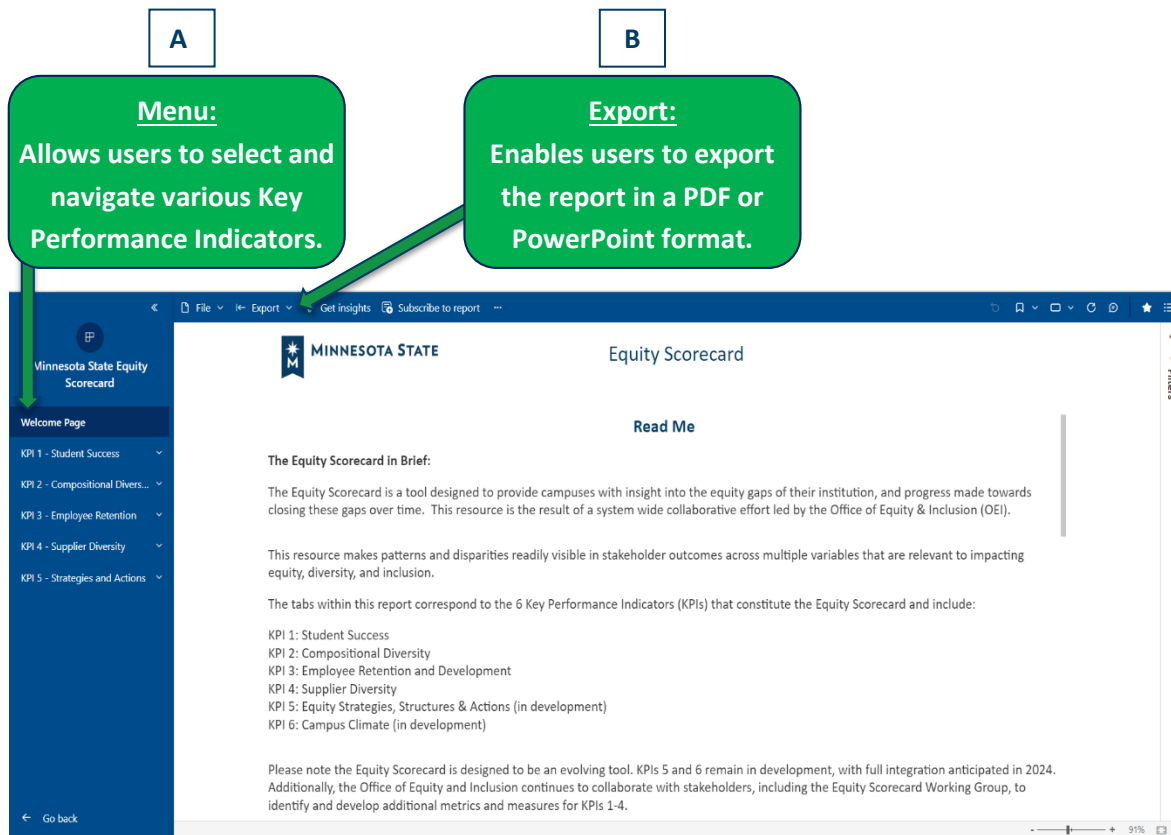 A
B
Menu:
Allows users to select and
navigate various Key
Performance Indicators.
Export:
Enables users to export
the report in a PDF or
PowerPoint format.
File
Export
Get insights
Subscribe to report
Minnesota State Equity
Scorecard
Welcome Page
KPI 1 - Student Success
KPI 2 - Compositional Divers...
KPI 3 - Employee Retention
KPI 4 - Supplier Diversity
KPI 5 - Strategies and Actions
Go back
M
MINNESOTA STATE
Equity Scorecard
Filters
Read Me
The Equity Scorecard in Brief:
The Equity Scorecard is a tool designed to provide campuses with insight into the equity gaps of their institution, and progress made towards
closing these gaps over time. This resource is the result of a system wide collaborative effort led by the Office of Equity & Inclusion (OEI).
This resource makes patterns and disparities readily visible in stakeholder outcomes across multiple variables that are relevant to impacting
equity, diversity, and inclusion.
The tabs within this report correspond to the 6 Key Performance Indicators (KPIs) that constitute the Equity Scorecard and include:
KPI 1: Student Success
KPI 2: Compositional Diversity
KPI 3: Employee Retention and Development
KPI 4: Supplier Diversity
KPI 5: Equity Strategies, Structures & Actions (in development)
KPI 6: Campus Climate (in development)
Please note the Equity Scorecard is designed to be an evolving tool. KPIs 5 and 6 remain in development, with full integration anticipated in 2024.
Additionally, the Office of Equity and Inclusion continues to collaborate with stakeholders, including the Equity Scorecard Working Group, to
identify and develop additional metrics and measures for KPIs 1-4.
- + 91%